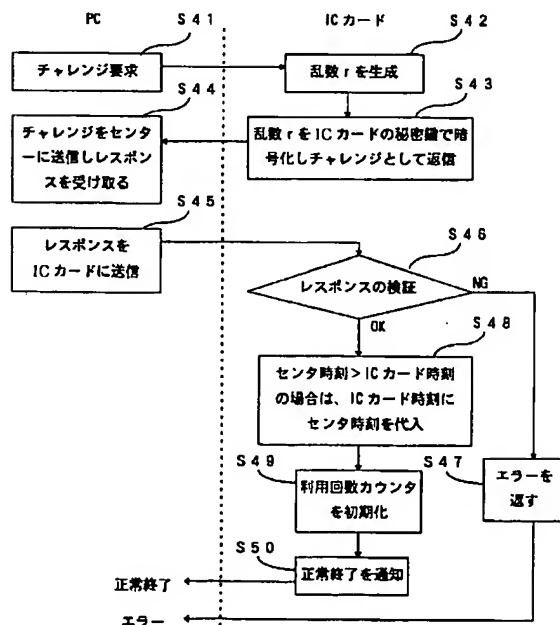 PC
ICカード
S41
チャレンジ要求
S42
乱数rを生成
S43
乱数rをICカードの秘密鍵で暗
号化しチャレンジとして返信
S44
チャレンジをセンタ
ーに送信しレスポン
スを受け取る
S45
レスポンスを
ICカードに送信
S46
レスポンスの検証
NG
OK
S48
センタ時刻>ICカード時刻
の場合は、ICカード時刻に
センタ時刻を代入
S47
エラーを
返す
S49
利用回数カウンタ
を初期化
S50
正常終了を通知
正常終了
エラー